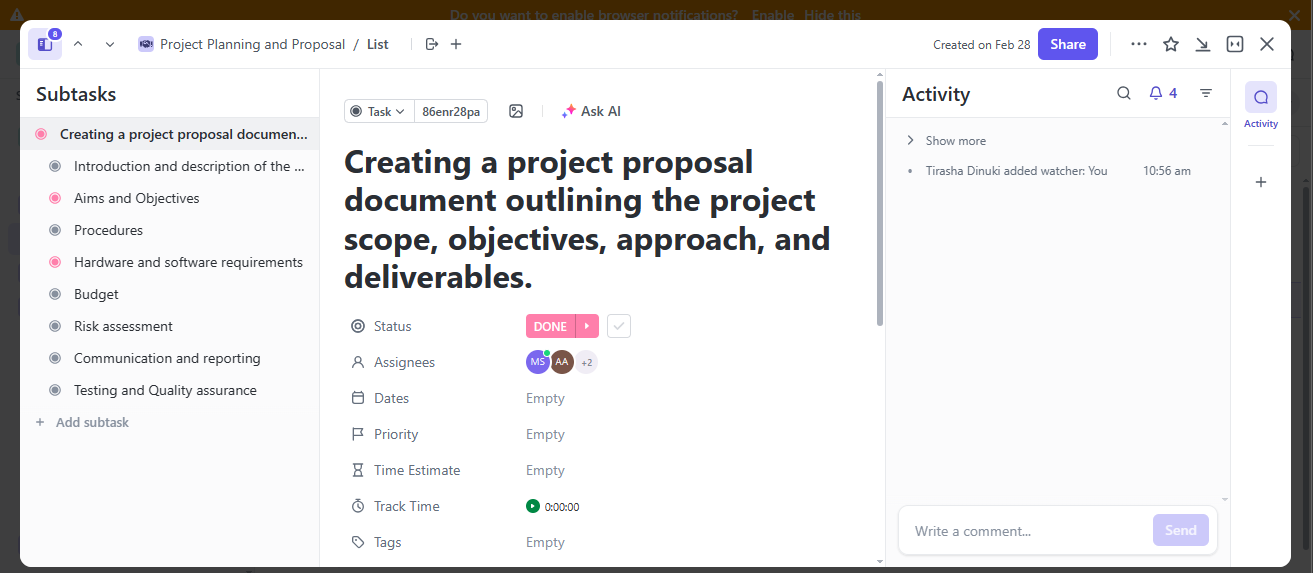 Do you want to enable browser notifications? Enable Hide this
8
Project Planning and Proposal / List
Created on Feb 28
Share
Subtasks
Creating a project proposal documen...
Introduction and description of the ...
Aims and Objectives
Procedures
Hardware and software requirements
Budget
Risk assessment
Communication and reporting
Testing and Quality assurance
+ Add subtask
Task
86enr28pa
Ask AI
Creating a project proposal
document outlining the project
scope, objectives, approach, and
deliverables.
Status DONE
Assignees MS AA +2
Dates Empty
Priority Empty
Time Estimate Empty
Track Time 0:00:00
Tags Empty
Activity
4
Show more
• Tirasha Dinuki added watcher: You 10:56 am
Write a comment...
Send
Activity